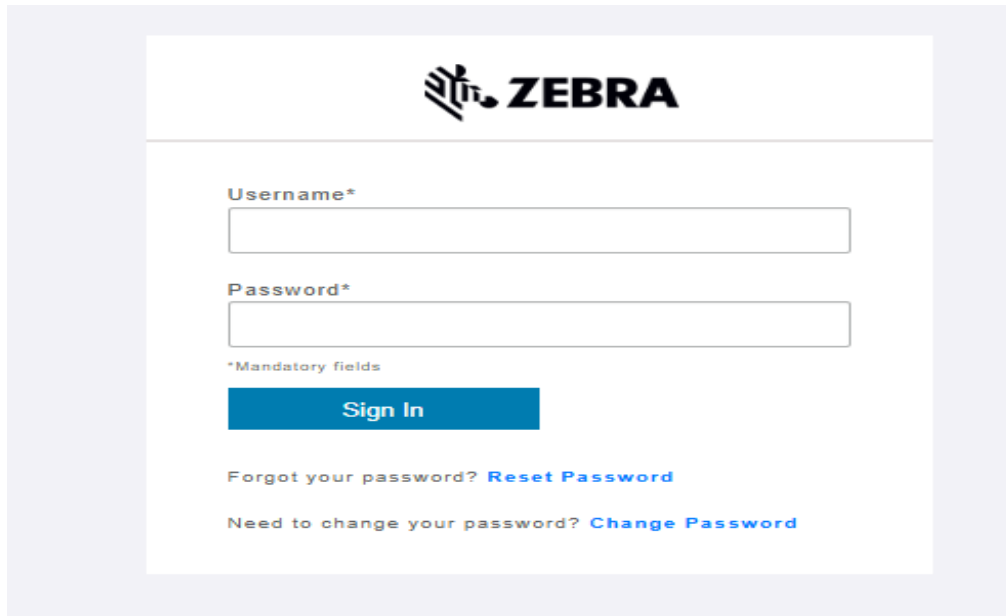 ZEBRA
Username*
Password*
*Mandatory fields
Sign In
Forgot your password? Reset Password
Need to change your password? Change Password